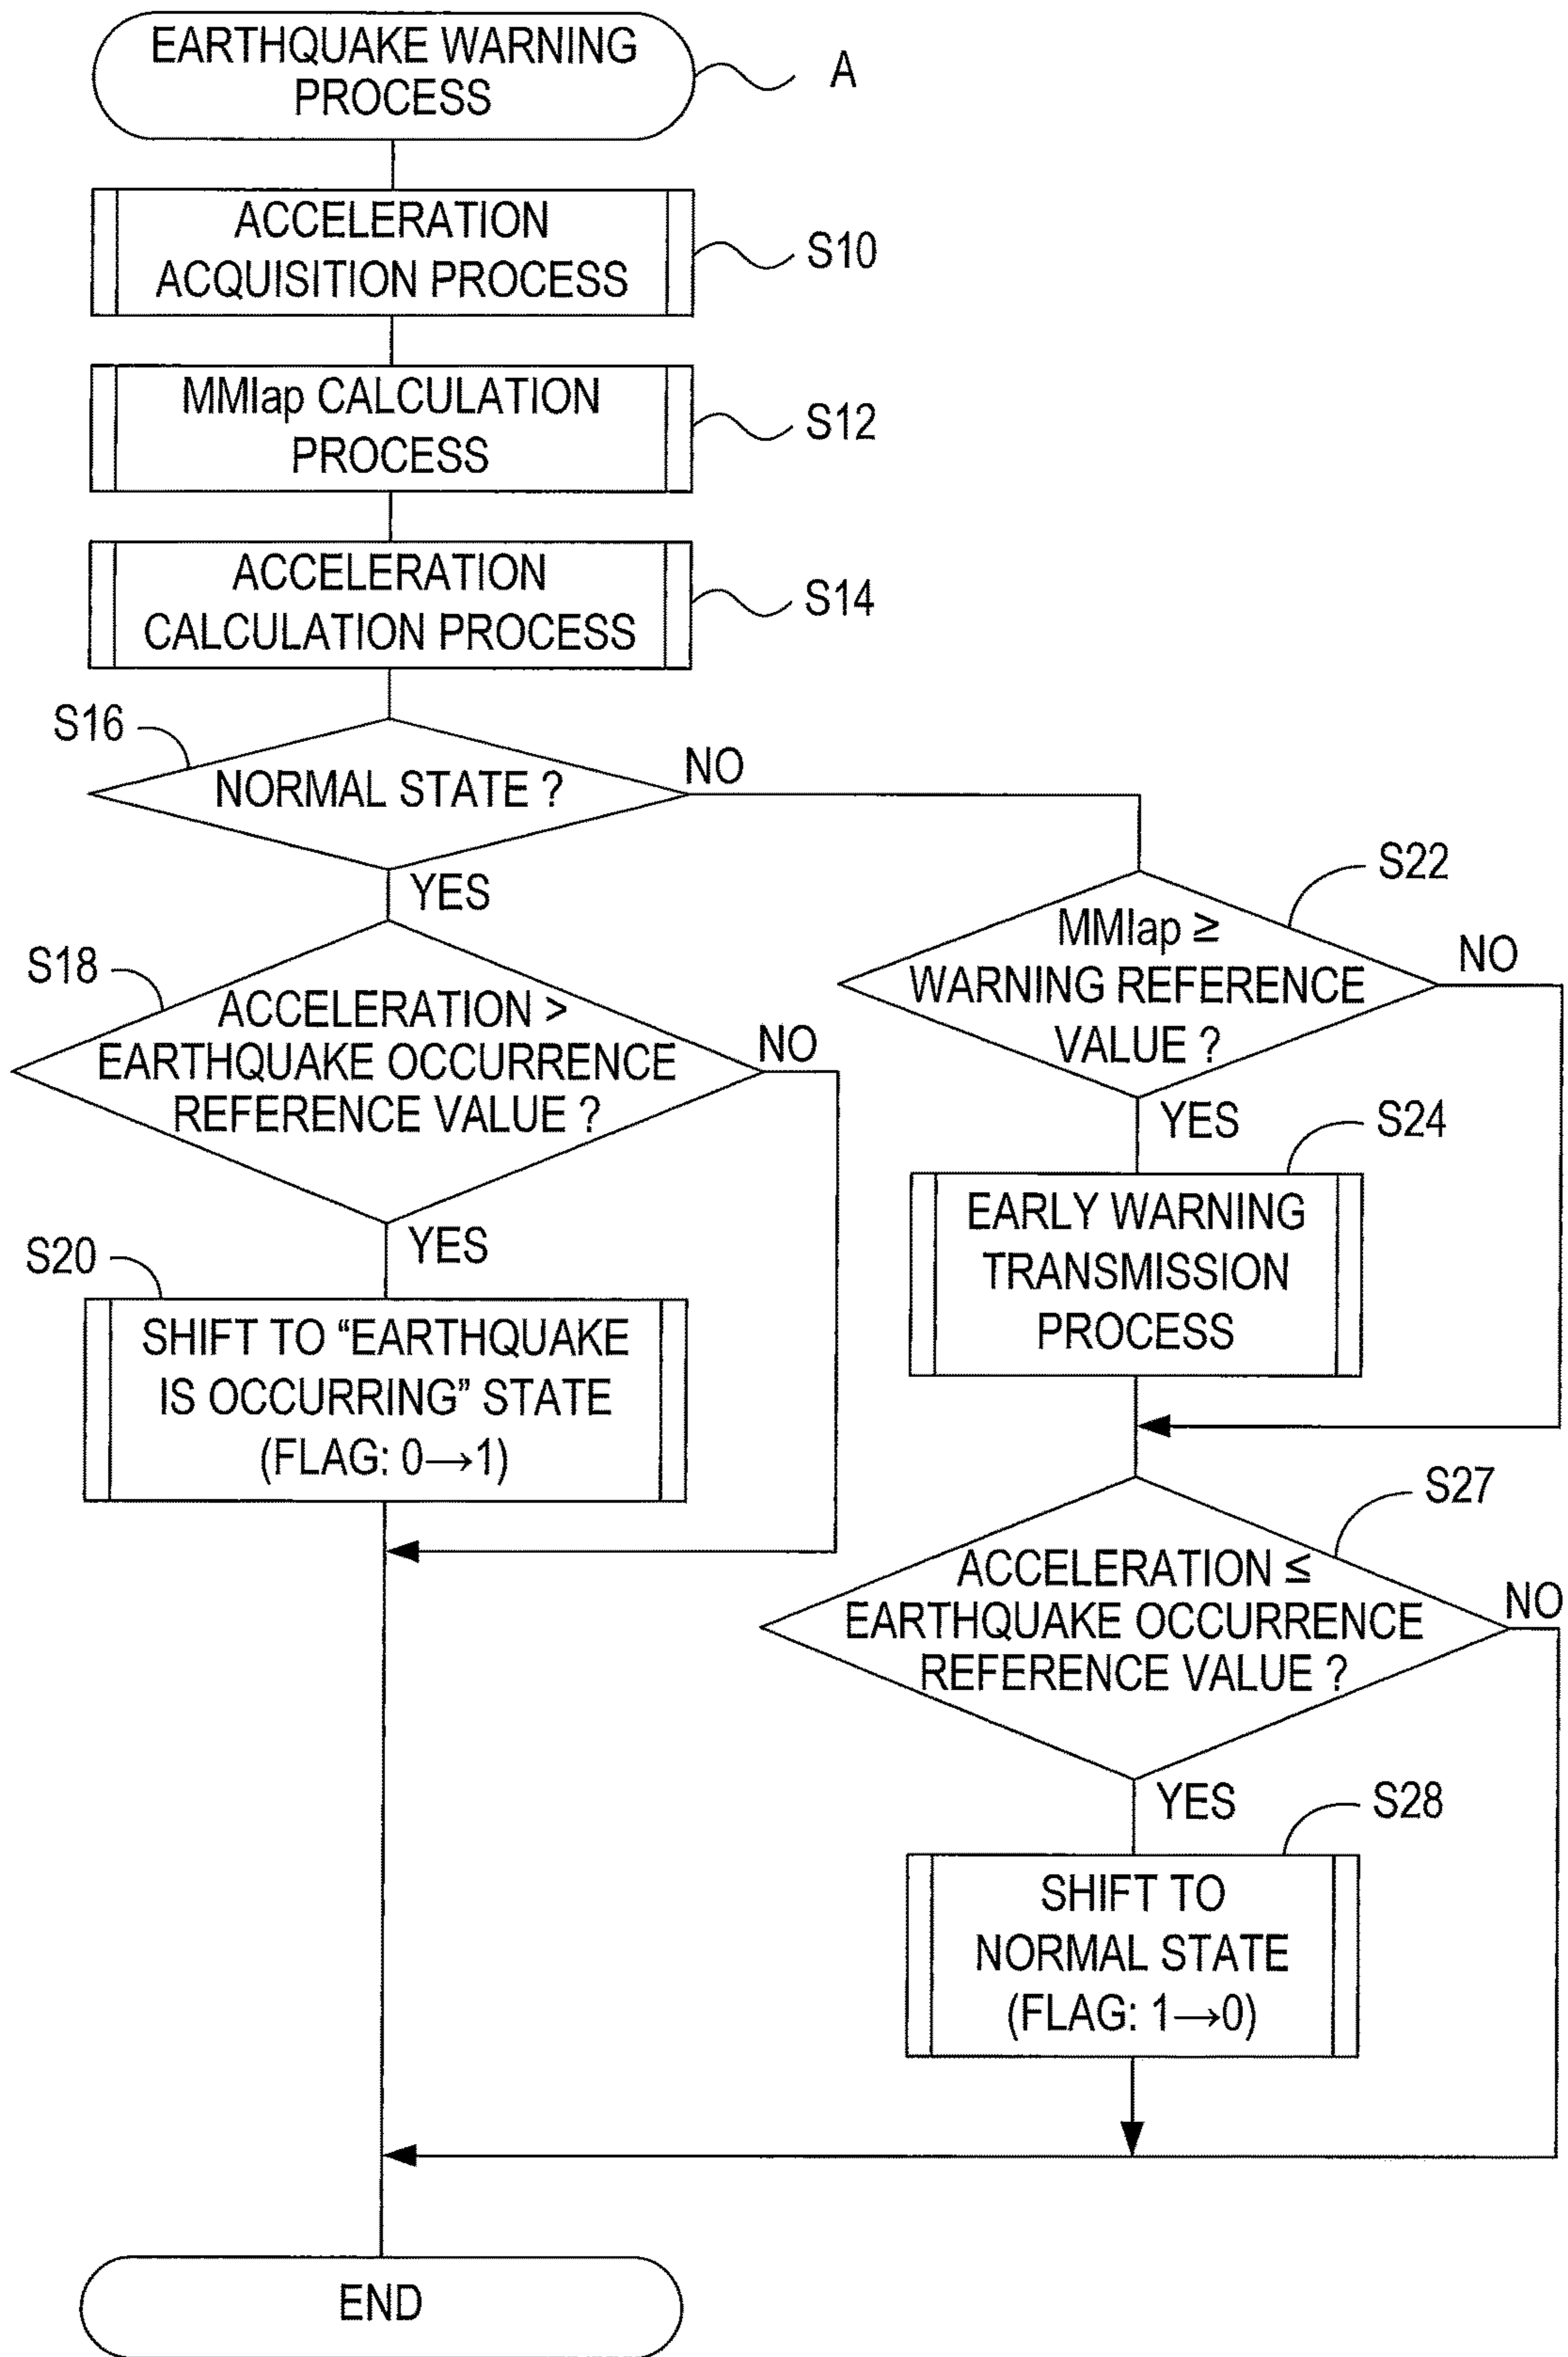 EARTHQUAKE WARNING
PROCESS
A
ACCELERATION
ACQUISITION PROCESS
S10
MMIap CALCULATION
PROCESS
S12
ACCELERATION
CALCULATION PROCESS
S14
S16
NORMAL STATE ?
NO
YES
S18
ACCELERATION >
EARTHQUAKE OCCURRENCE
REFERENCE VALUE ?
NO
YES
S20
SHIFT TO “EARTHQUAKE
IS OCCURRING” STATE
(FLAG: 0→1)
S22
MMIap ≥
WARNING REFERENCE
VALUE ?
NO
YES
S24
EARLY WARNING
TRANSMISSION
PROCESS
S27
ACCELERATION ≤
EARTHQUAKE OCCURRENCE
REFERENCE VALUE ?
NO
YES
S28
SHIFT TO
NORMAL STATE
(FLAG: 1→0)
END